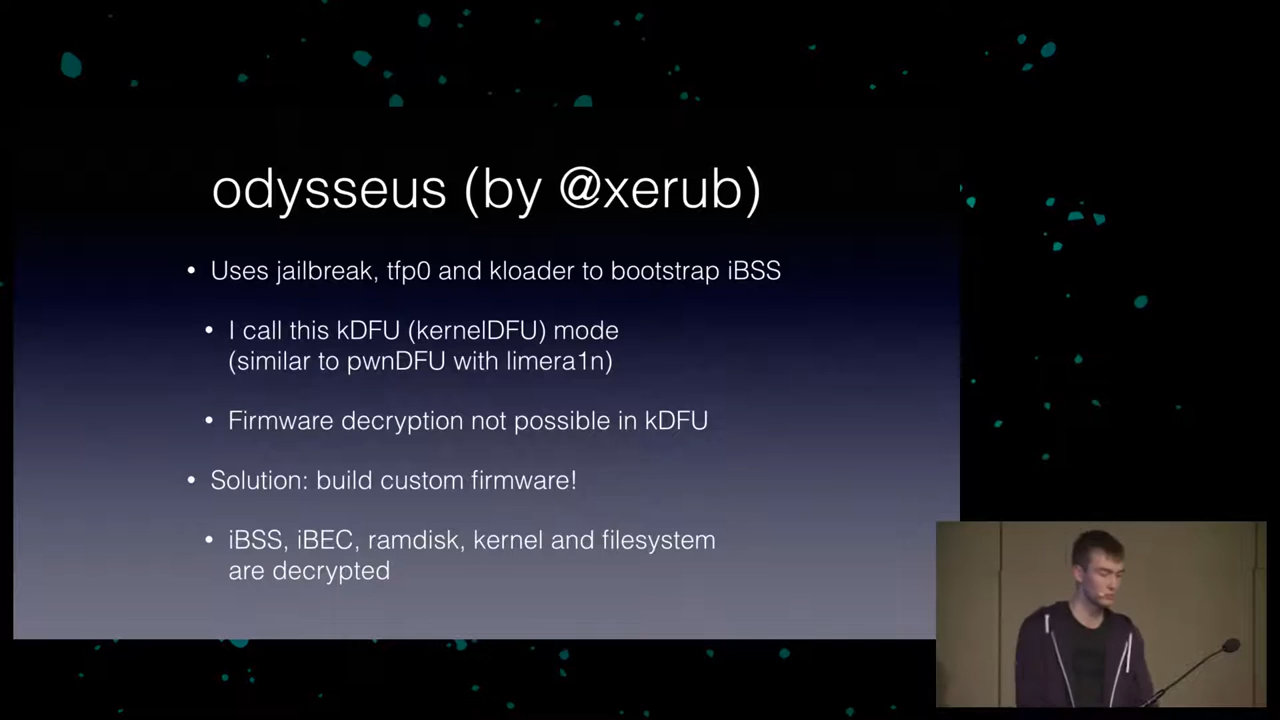 odysseus (by @xerub)
• Uses jailbreak, tfp0 and kloader to bootstrap iBSS
• I call this kDFU (kernelDFU) mode
(similar to pwnDFU with limera1n)
• Firmware decryption not possible in kDFU
• Solution: build custom firmware!
• iBSS, iBEC, ramdisk, kernel and filesystem
are decrypted